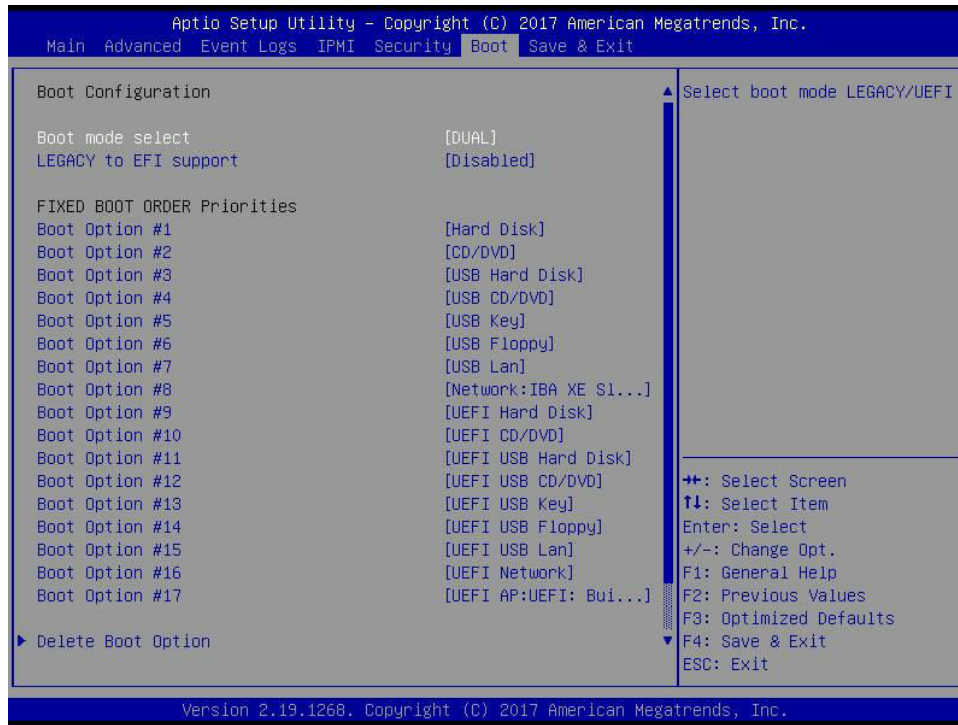 Aptio Setup Utility – Copyright (C) 2017 American Megatrends, Inc.
Main Advanced Event Logs IPMI Security Boot Save & Exit
Boot Configuration
Boot mode select [DUAL]
LEGACY to EFI support [Disabled]
FIXED BOOT ORDER Priorities
Boot Option #1 [Hard Disk]
Boot Option #2 [CD/DVD]
Boot Option #3 [USB Hard Disk]
Boot Option #4 [USB CD/DVD]
Boot Option #5 [USB Key]
Boot Option #6 [USB Floppy]
Boot Option #7 [USB Lan]
Boot Option #8 [Network:IBA XE Sl...]
Boot Option #9 [UEFI Hard Disk]
Boot Option #10 [UEFI CD/DVD]
Boot Option #11 [UEFI USB Hard Disk]
Boot Option #12 [UEFI USB CD/DVD]
Boot Option #13 [UEFI USB Key]
Boot Option #14 [UEFI USB Floppy]
Boot Option #15 [UEFI USB Lan]
Boot Option #16 [UEFI Network]
Boot Option #17 [UEFI AP:UEFI: Bui...]
Delete Boot Option
Select boot mode LEGACY/UEFI
→←: Select Screen
↑↓: Select Item
Enter: Select
+/-: Change Opt.
F1: General Help
F2: Previous Values
F3: Optimized Defaults
F4: Save & Exit
ESC: Exit
Version 2.19.1268. Copyright (C) 2017 American Megatrends, Inc.